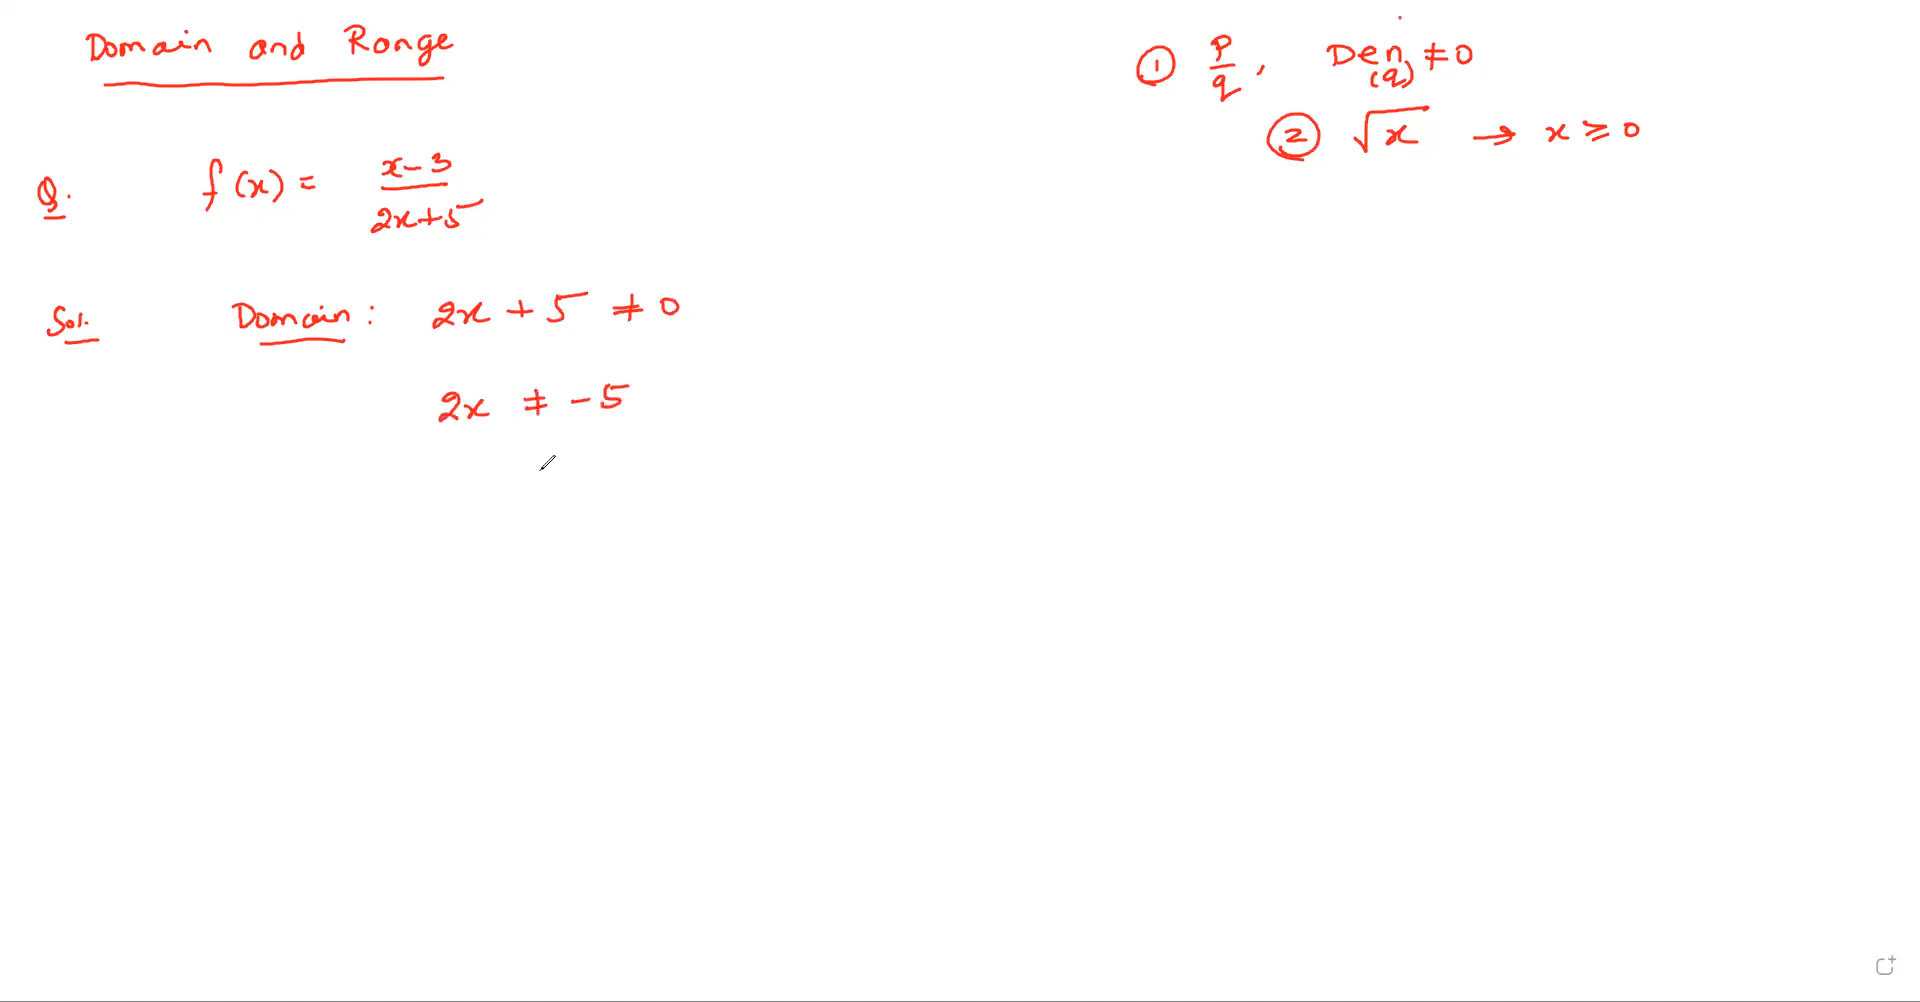 Domain and Range
① p/q, Den (q) ≠ 0
② √x → x ≥ 0
Q. f(x) = (x-3)/(2x+5)
Sol. Domain: 2x + 5 ≠ 0
2x ≠ -5